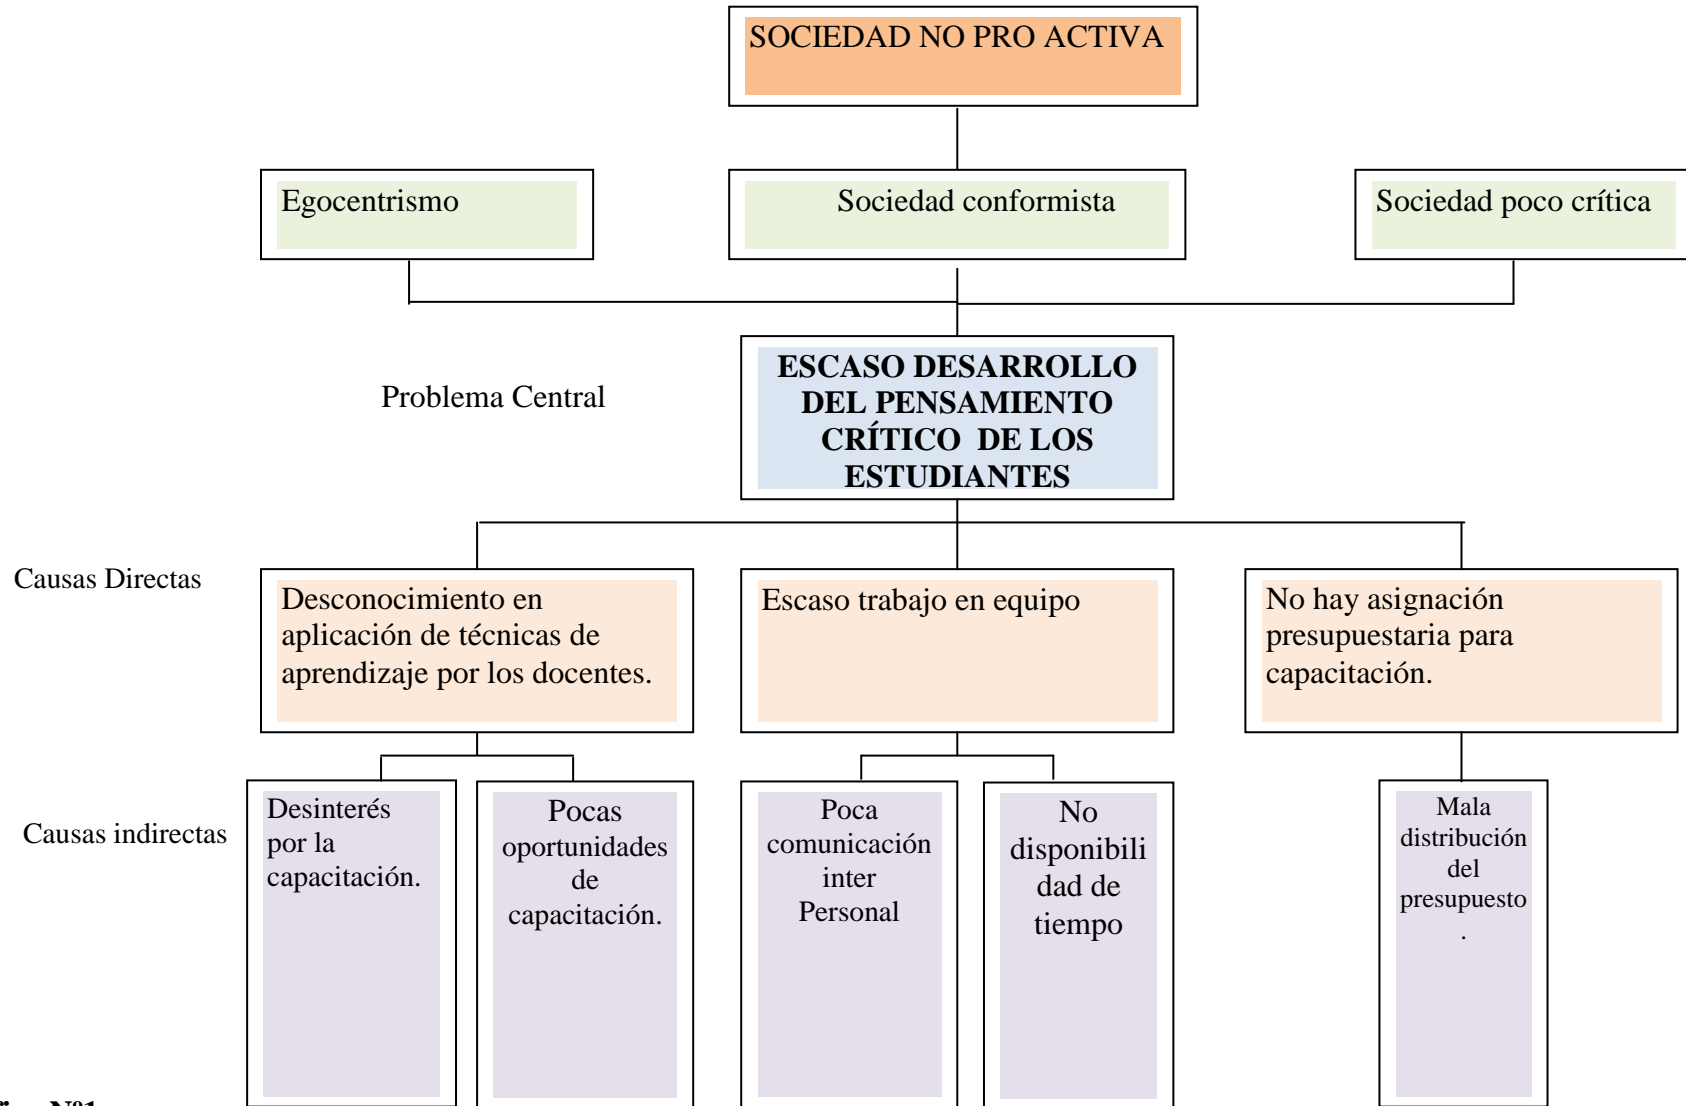 SOCIEDAD NO PRO ACTIVA
Egocentrismo
Sociedad conformista
Sociedad poco crítica
Problema Central
ESCASO DESARROLLO
DEL PENSAMIENTO
CRÍTICO DE LOS
ESTUDIANTES
Causas Directas
Desconocimiento en
aplicación de técnicas de
aprendizaje por los docentes.
Escaso trabajo en equipo
No hay asignación
presupuestaria para
capacitación.
Causas indirectas
Desinterés
por la
capacitación.
Pocas
oportunidades
de
capacitación.
Poca
comunicación
inter
Personal
No
disponibili
dad de
tiempo
Mala
distribución
del
presupuesto
.
Nº1